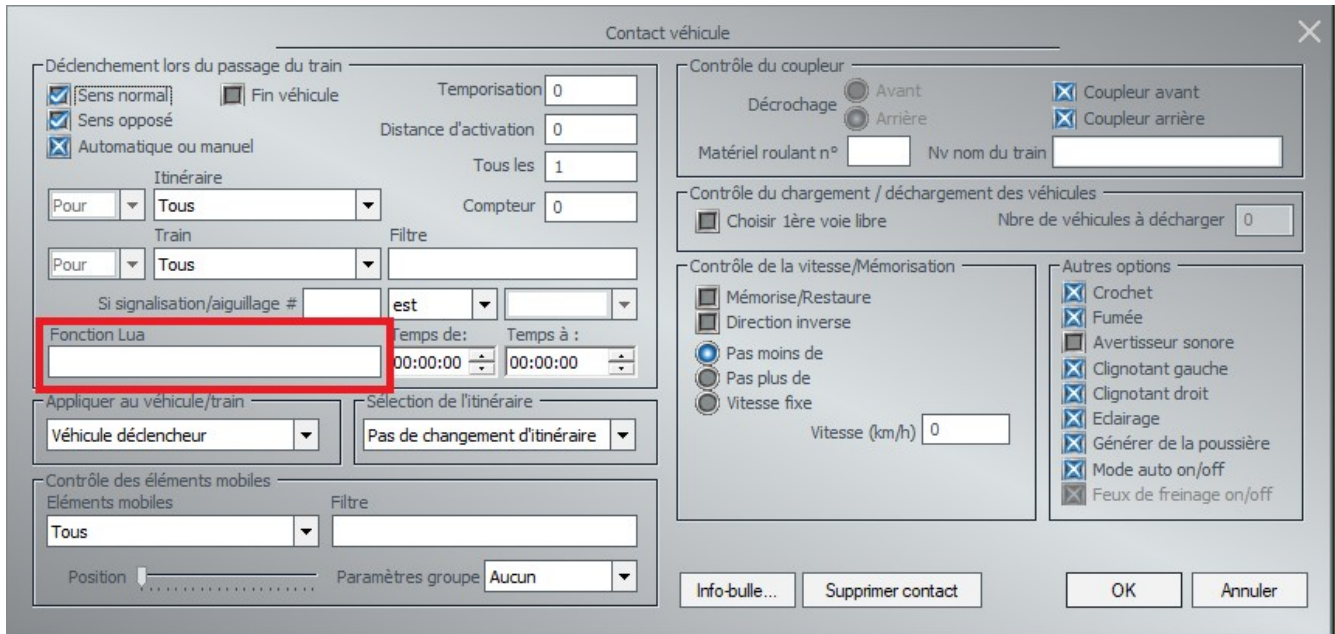 Contact véhicule
Déclenchement lors du passage du train
Sens normal
Fin véhicule
Temporisation 0
Sens opposé
Distance d'activation 0
Automatique ou manuel
Tous les 1
Itinéraire
Pour Tous
Compteur 0
Train
Filtre
Pour Tous
Si signalisation/aiguillage # est
Fonction Lua
Temps de: Temps à :
00:00:00 00:00:00
Appliquer au véhicule/train
Véhicule déclencheur
Sélection de l'itinéraire
Pas de changement d'itinéraire
Contrôle des éléments mobiles
Eléments mobiles
Filtre
Tous
Position
Paramètres groupe Aucun
Contrôle du coupleur
Décrochage
Avant
Arrière
Coupleur avant
Coupleur arrière
Matériel roulant n°
Nv nom du train
Contrôle du chargement / déchargement des véhicules
Choisir 1ère voie libre
Nbre de véhicules à décharger 0
Contrôle de la vitesse/Mémorisation
Mémorise/Restaure
Direction inverse
Pas moins de
Pas plus de
Vitesse fixe
Vitesse (km/h) 0
Autres options
Crochet
Fumée
Avertisseur sonore
Clignotant gauche
Clignotant droit
Eclairage
Générer de la poussière
Mode auto on/off
Feux de freinage on/off
Info-bulle...
Supprimer contact
OK
Annuler